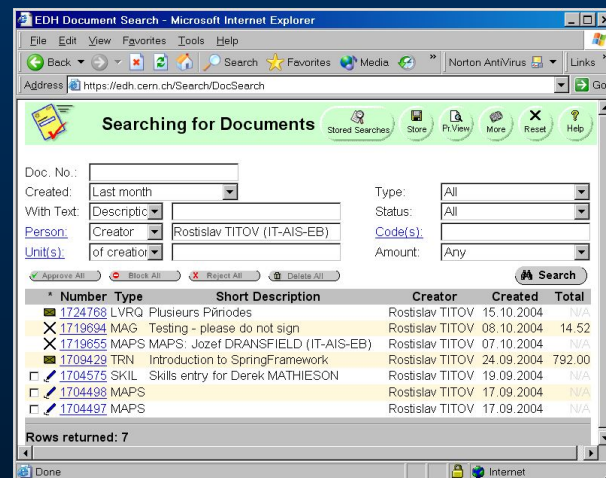 EDH Document Search - Microsoft Internet Explorer
File Edit View Favorites Tools Help
Back Search Favorites Media » Norton AntiVirus Links »
Address https://edh.cern.ch/Search/DocSearch Go
Searching for Documents Stored Searches Store Pr.View More Reset Help
Doc. No.:
Created: Last month Type: All
With Text: Descriptic Status: All
Person: Creator Rostislav TITOV (IT-AIS-EB) Code(s):
Unit(s): of creation Amount: Any
Approve All Block All Reject All Delete All Search
* Number Type Short Description Creator Created Total
1724768 LVRQ Plusieurs Pйriodes Rostislav TITOV 15.10.2004 N/A
1719694 MAG Testing - please do not sign Rostislav TITOV 08.10.2004 14.52
1719655 MAPS MAPS: Jozef DRANSFIELD (IT-AIS-EB) Rostislav TITOV 07.10.2004 N/A
1709429 TRN Introduction to SpringFramework Rostislav TITOV 24.09.2004 792.00
1704575 SKIL Skills entry for Derek MATHIESON Rostislav TITOV 19.09.2004 N/A
1704498 MAPS Rostislav TITOV 17.09.2004 N/A
1704497 MAPS Rostislav TITOV 17.09.2004 N/A
Rows returned: 7
Done Internet